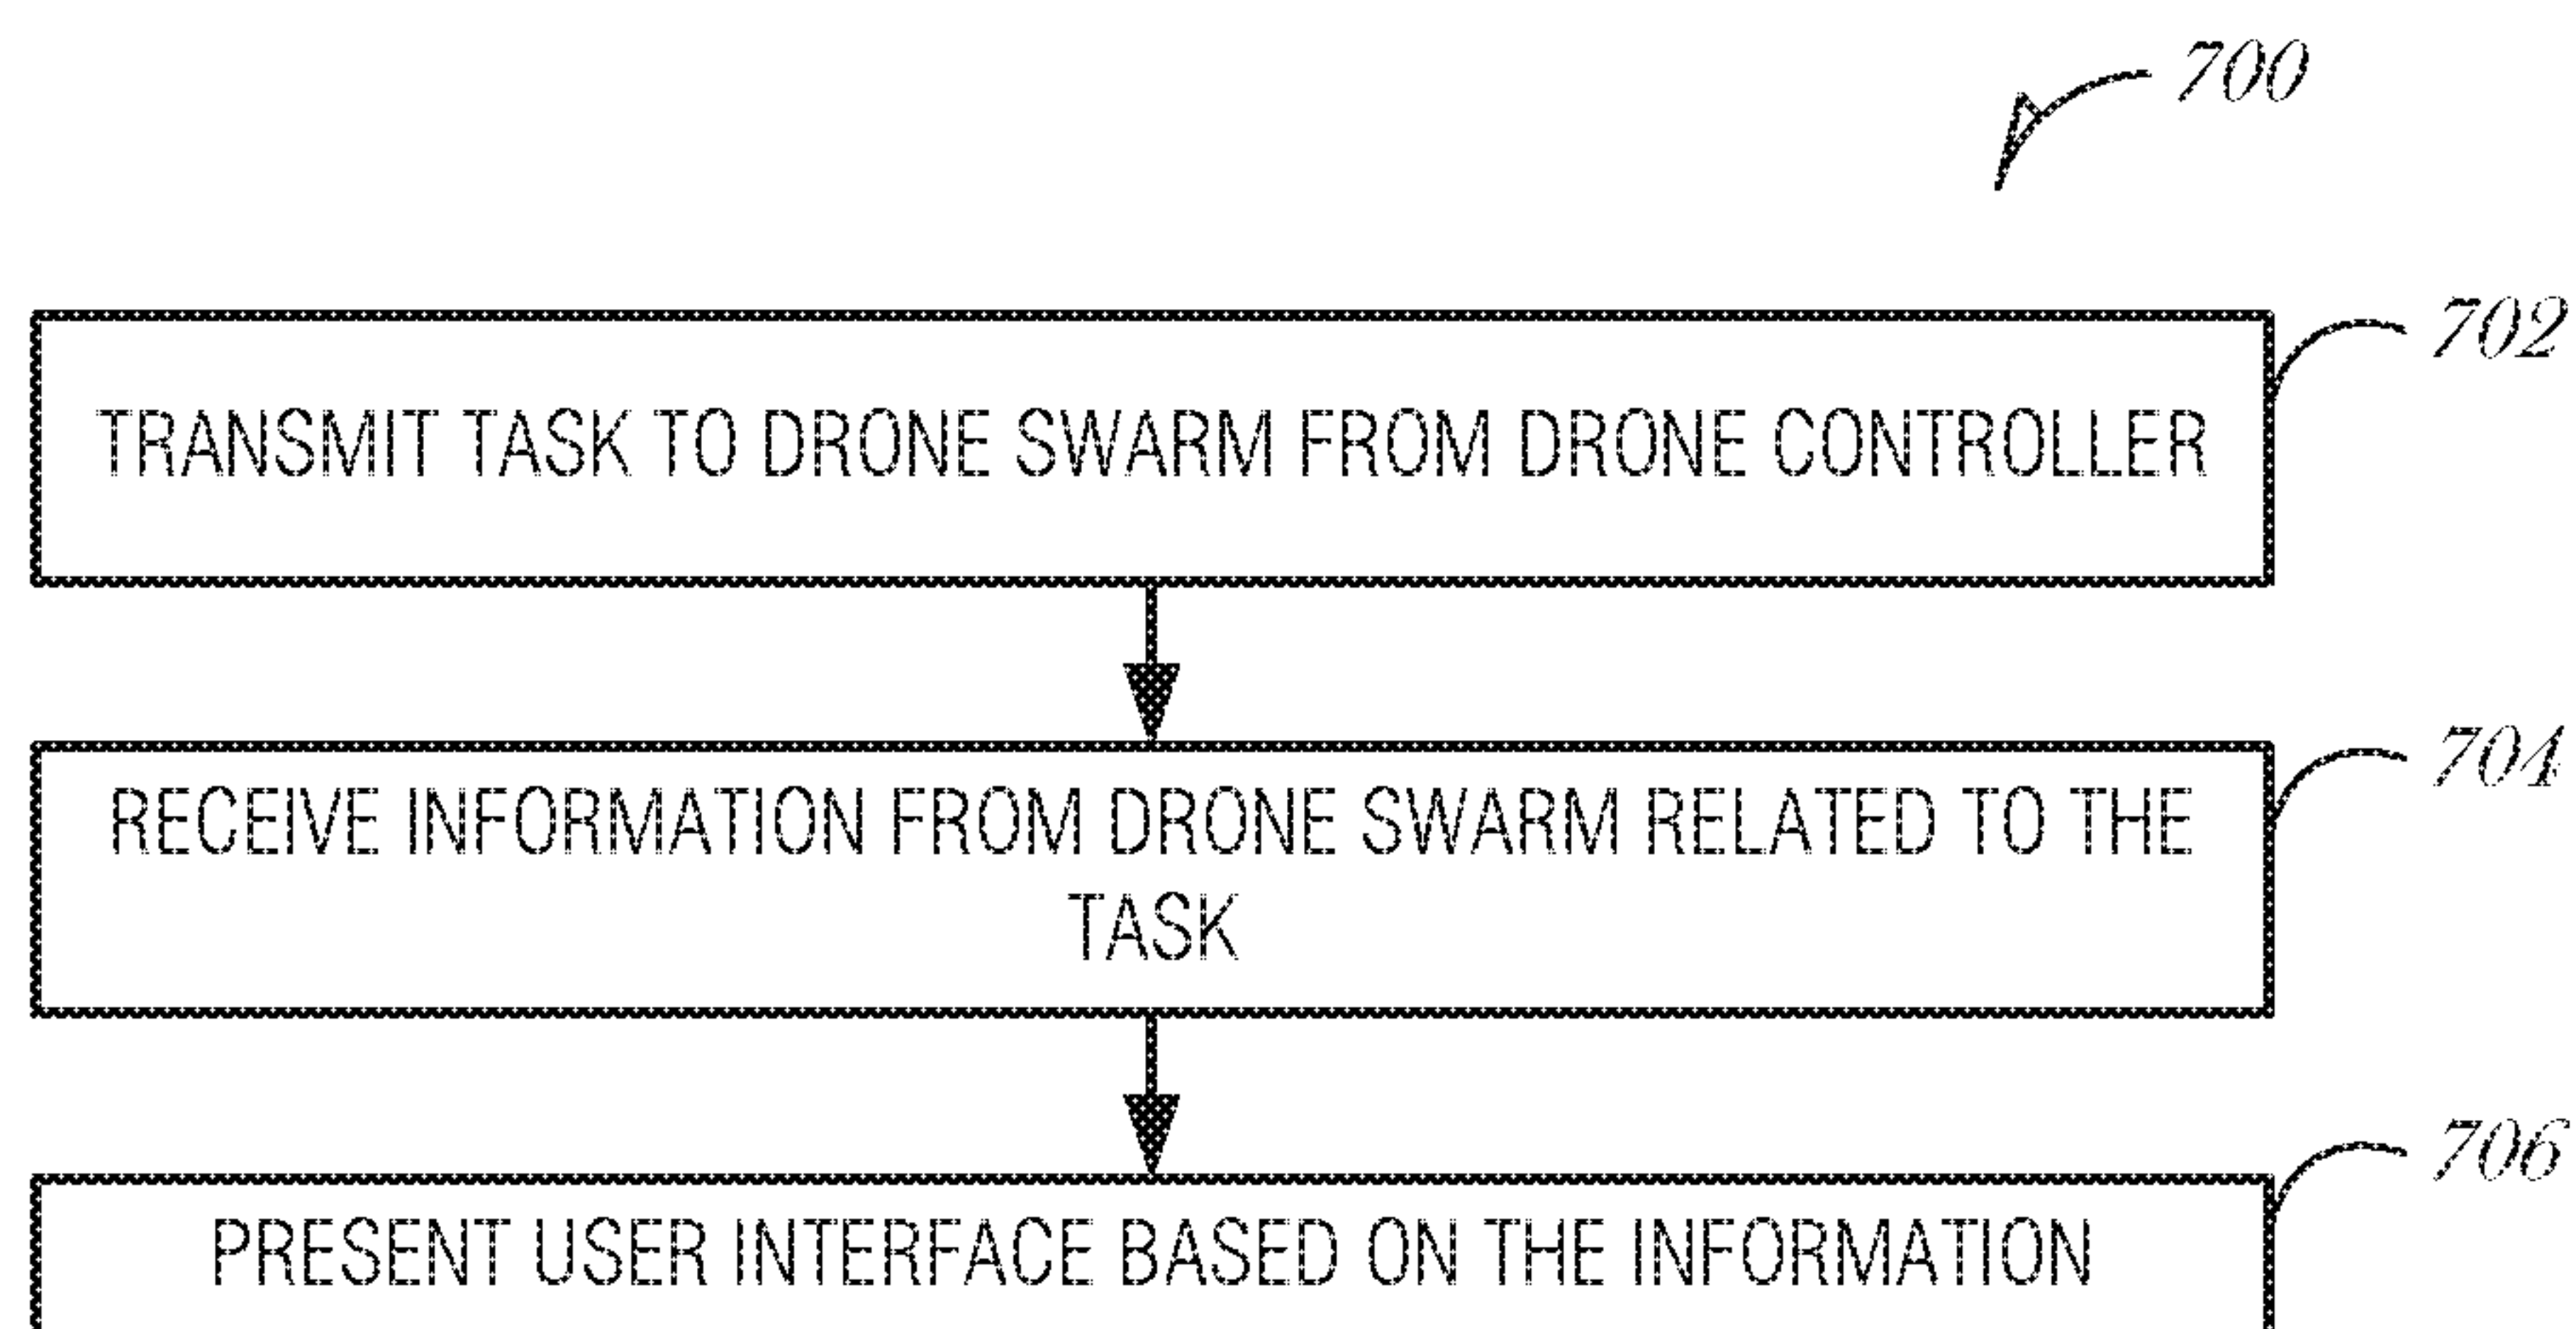 700
702
TRANSMIT TASK TO DRONE SWARM FROM DRONE CONTROLLER
704
RECEIVE INFORMATION FROM DRONE SWARM RELATED TO THE
TASK
706
PRESENT USER INTERFACE BASED ON THE INFORMATION